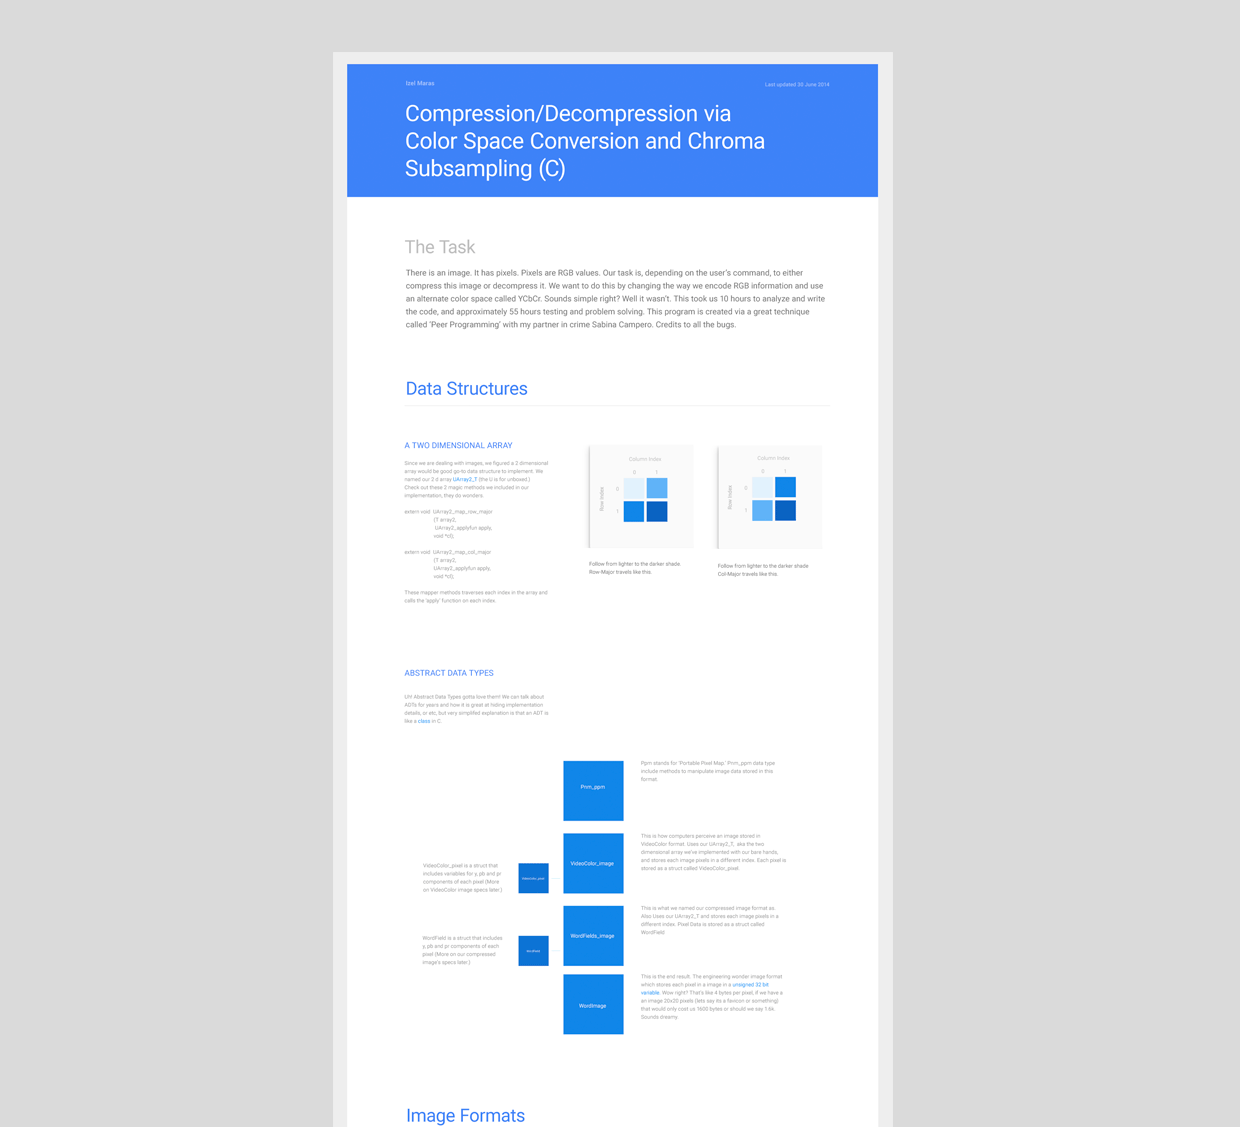 Izel Maras
Last updated 30 June 2014
Compression/Decompression via
Color Space Conversion and Chroma
Subsampling (C)
The Task
There is an image. It has pixels. Pixels are RGB values. Our task is, depending on the user's command, to either
compress this image or decompress it. We want to do this by changing the way we encode RGB information and use
an alternate color space called YCbCr. Sounds simple right? Well it wasn't. This took us 10 hours to analyze and write
the code, and approximately 55 hours testing and problem solving. This program is created via a great technique
called 'Peer Programming' with my partner in crime Sabina Campero. Credits to all the bugs.
Data Structures
A TWO DIMENSIONAL ARRAY
Since we are dealing with images, we figured a 2 dimensional
array would be good go-to data structure to implement. We
named our 2 d array UArray2_T (the U is for unboxed.)
Check out these 2 magic methods we included in our
implementation; they do wonders.
extern void UArray2_map_row_major
(T array2,
UArray2_applyfun apply,
void *cl);
extern void UArray2_map_col_major
(T array2,
UArray2_applyfun apply,
void *cl);
These mapper methods traverses each index in the array and
calls the 'apply' function on each index.
Column Index
0 1
Row Index
0
1
Follow from lighter to the darker shade.
Row-Major travels like this.
Column Index
0 1
Row Index
0
1
Follow from lighter to the darker shade
Col-Major travels like this.
ABSTRACT DATA TYPES
UH Abstract Data Types gotta love them! We can talk about
ADTs for years and how it is great at hiding implementation
details, or etc, but very simplified explanation is that an ADT is
like a class in C.
Pnm_ppm
Ppm stands for 'Portable Pixel Map.' Pnm_ppm data type
include methods to manipulate image data stored in this
format.
VideoColor_pixel is a struct that
includes variables for y, pb and pr
components of each pixel (More
on VideoColor image specs later.)
VideoColor_pixel
VideoColor_image
This is how computers perceive an image stored in
VideoColor format. Uses our UArray2_T, aka the two
dimensional array we've implemented with our bare hands,
and stores each image pixels in a different index. Each pixel is
stored as a struct called VideoColor_pixel
WordField is a struct that includes
y, pb and pr components of each
pixel (More on our compressed
image's specs later.)
WordField
WordFields_image
This is what we named our compressed image format as.
Also Uses our UArray2_T and stores each image pixels in a
different index. Pixel Data is stored as a struct called
WordField
WordImage
This is the end result. The engineering wonder image format
which stores each pixel in a image in a unsigned 32 bit
variable. Wow right? That's like 4 bytes per pixel, if we have a
an image 20x20 pixels (lets say its a favicon or something)
that would only cost us 1600 bytes or should we say 1.6k.
Sounds dreamy.
Image Formats